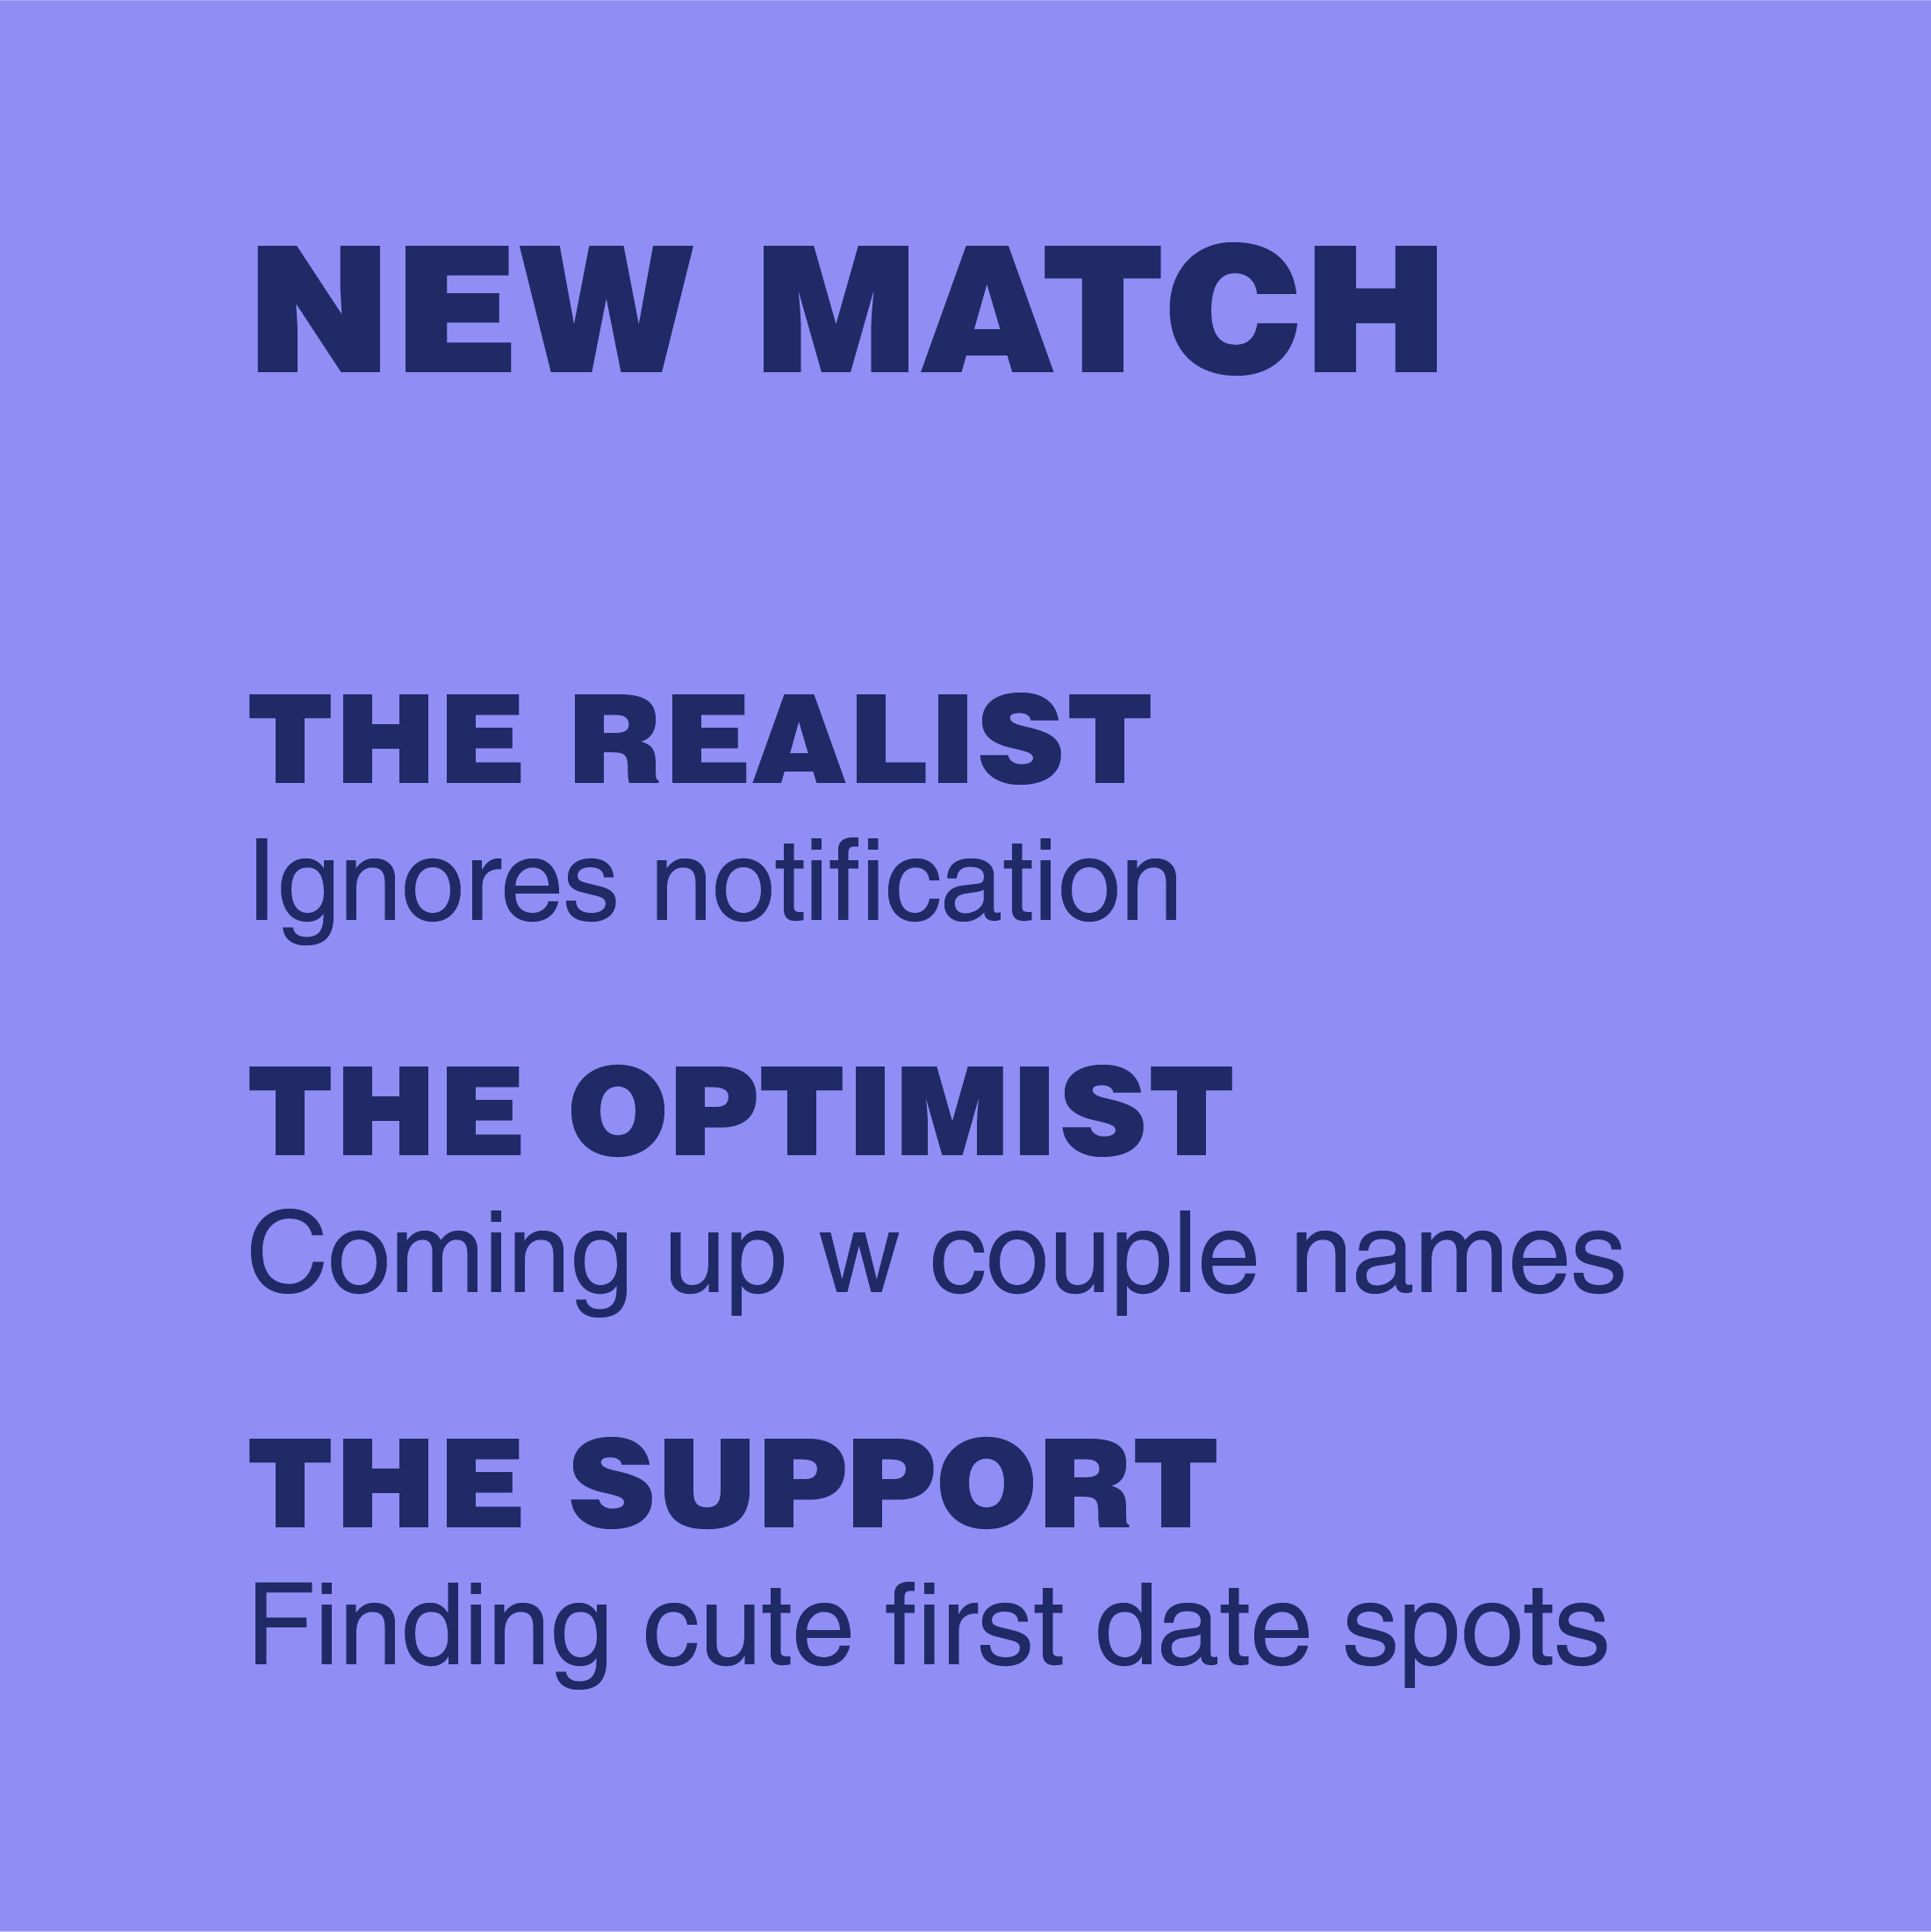 NEW MATCH
THE REALIST
Ignores notification
THE OPTIMIST
Coming up w couple names
THE SUPPORT
Finding cute first date spots